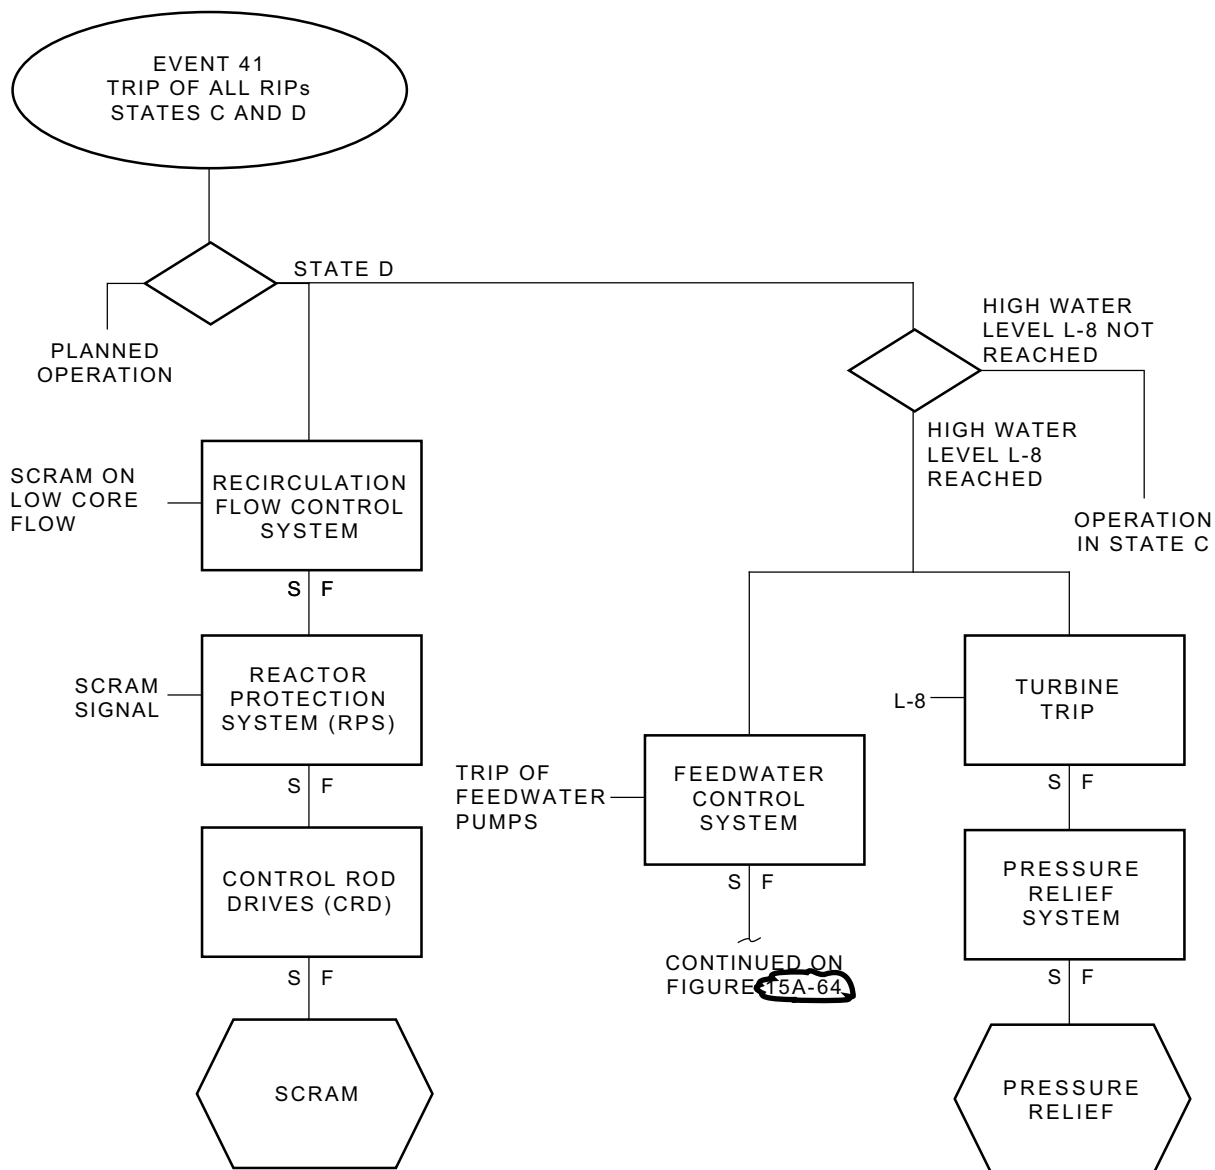 EVENT 41
TRIP OF ALL RIPs
STATES C AND D
STATE D
PLANNED
OPERATION
HIGH WATER
LEVEL L-8 NOT
REACHED
HIGH WATER
LEVEL L-8
REACHED
OPERATION
IN STATE C
SCRAM ON
LOW CORE
FLOW
RECIRCULATION
FLOW CONTROL
SYSTEM
S F
SCRAM
SIGNAL
REACTOR
PROTECTION
SYSTEM (RPS)
S F
CONTROL ROD
DRIVES (CRD)
S F
SCRAM
TRIP OF
FEEDWATER
PUMPS
FEEDWATER
CONTROL
SYSTEM
S F
CONTINUED ON
FIGURE 15A-64
L-8
TURBINE
TRIP
S F
PRESSURE
RELIEF
SYSTEM
S F
PRESSURE
RELIEF